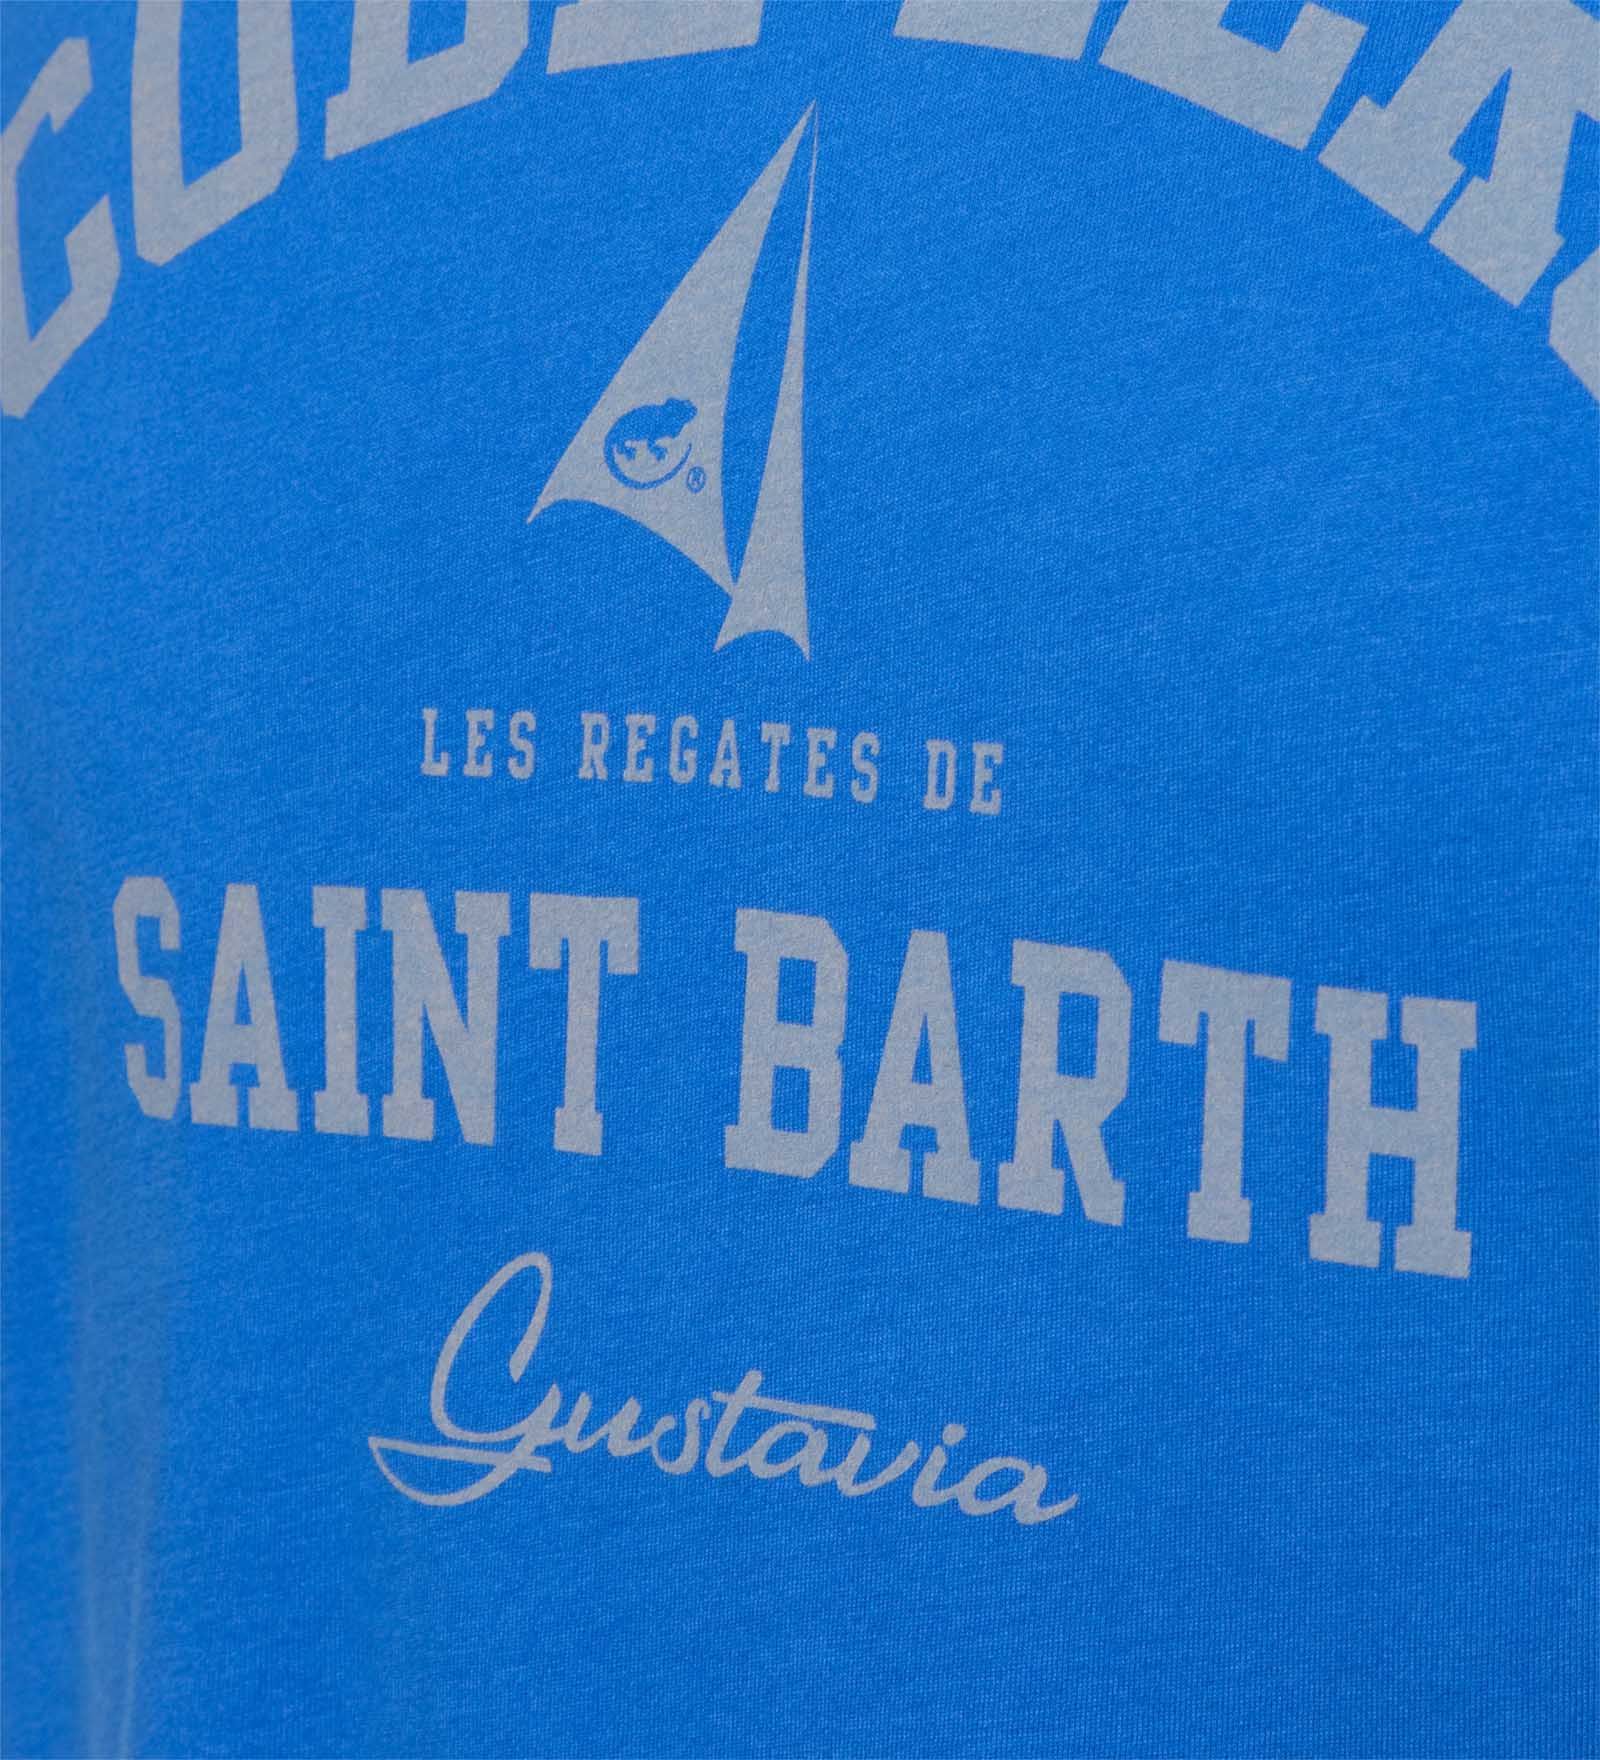 ®
LES REGATES DE
SAINT BARTH
Gustavia